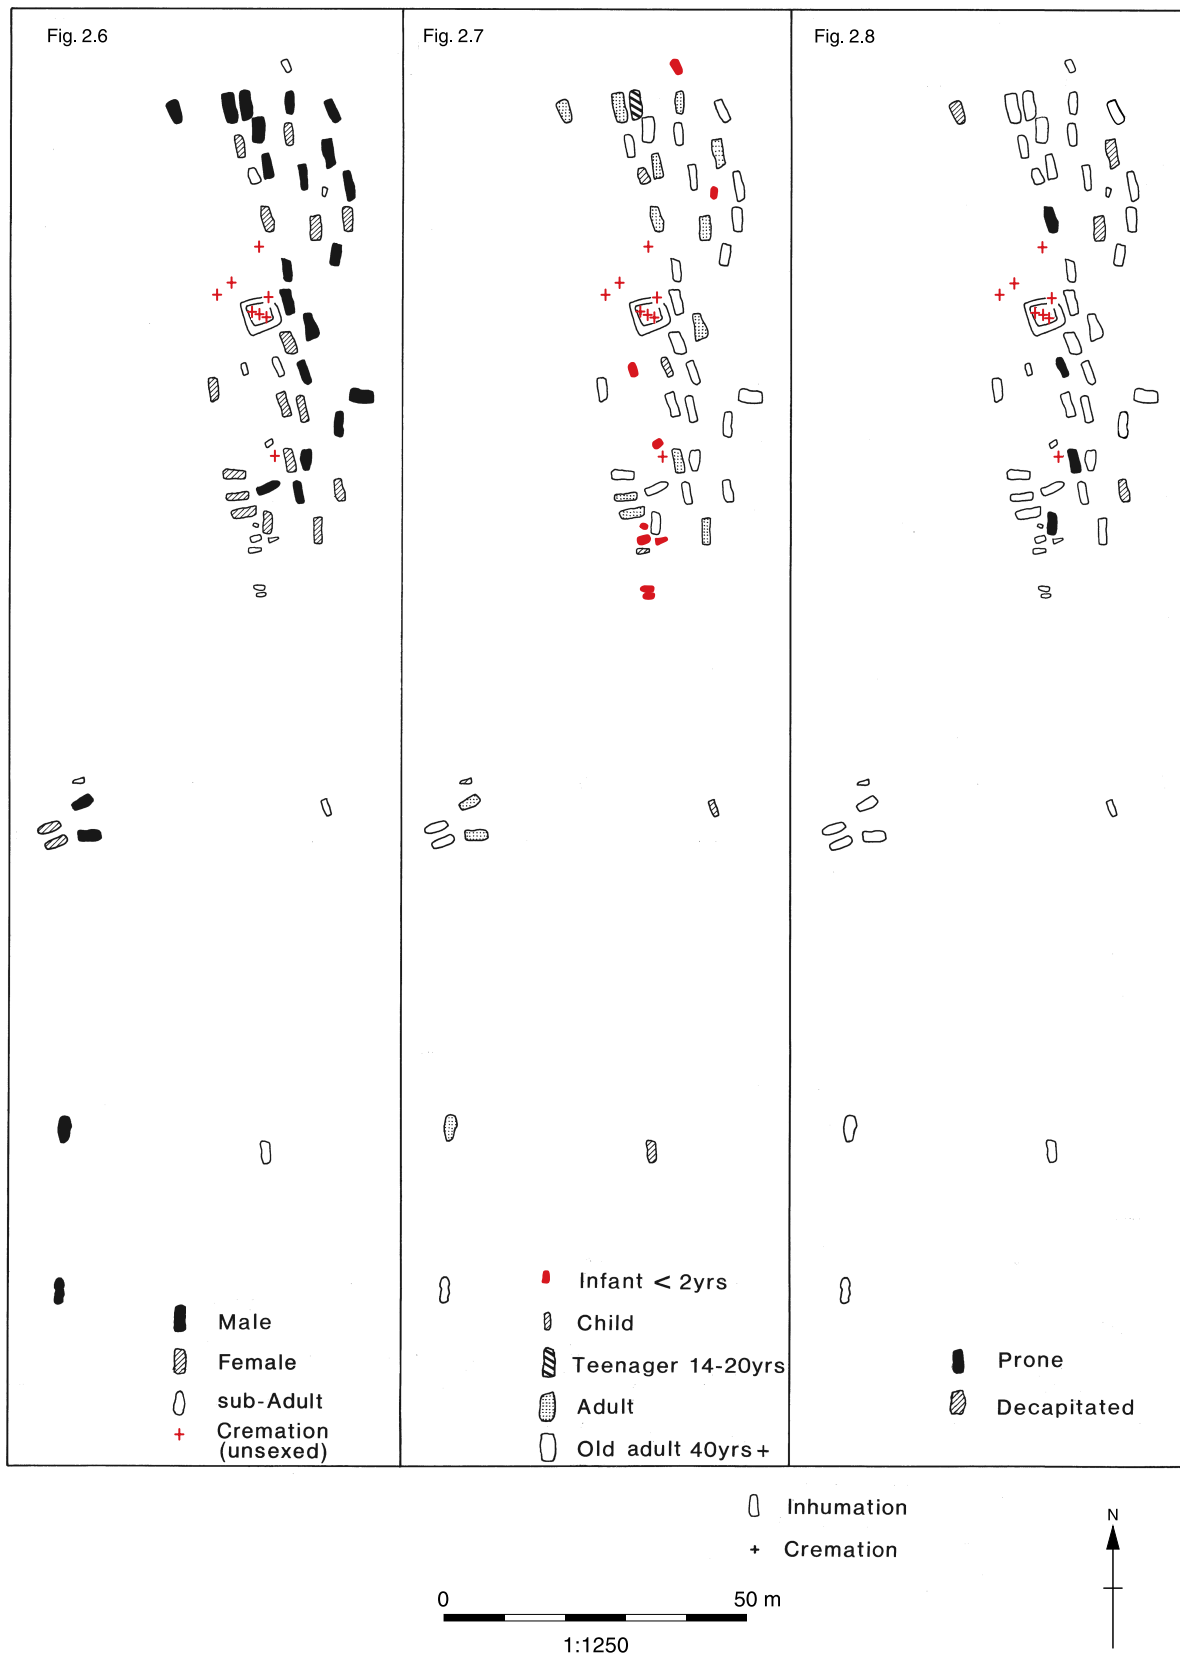 Fig. 2.6
Fig. 2.7
Fig. 2.8
Male
Female
sub-Adult
Cremation
(unsexed)
Infant < 2yrs
Child
Teenager 14-20yrs
Adult
Old adult 40yrs+
Prone
Decapitated
Inhumation
Cremation
N
0 50 m
1:1250